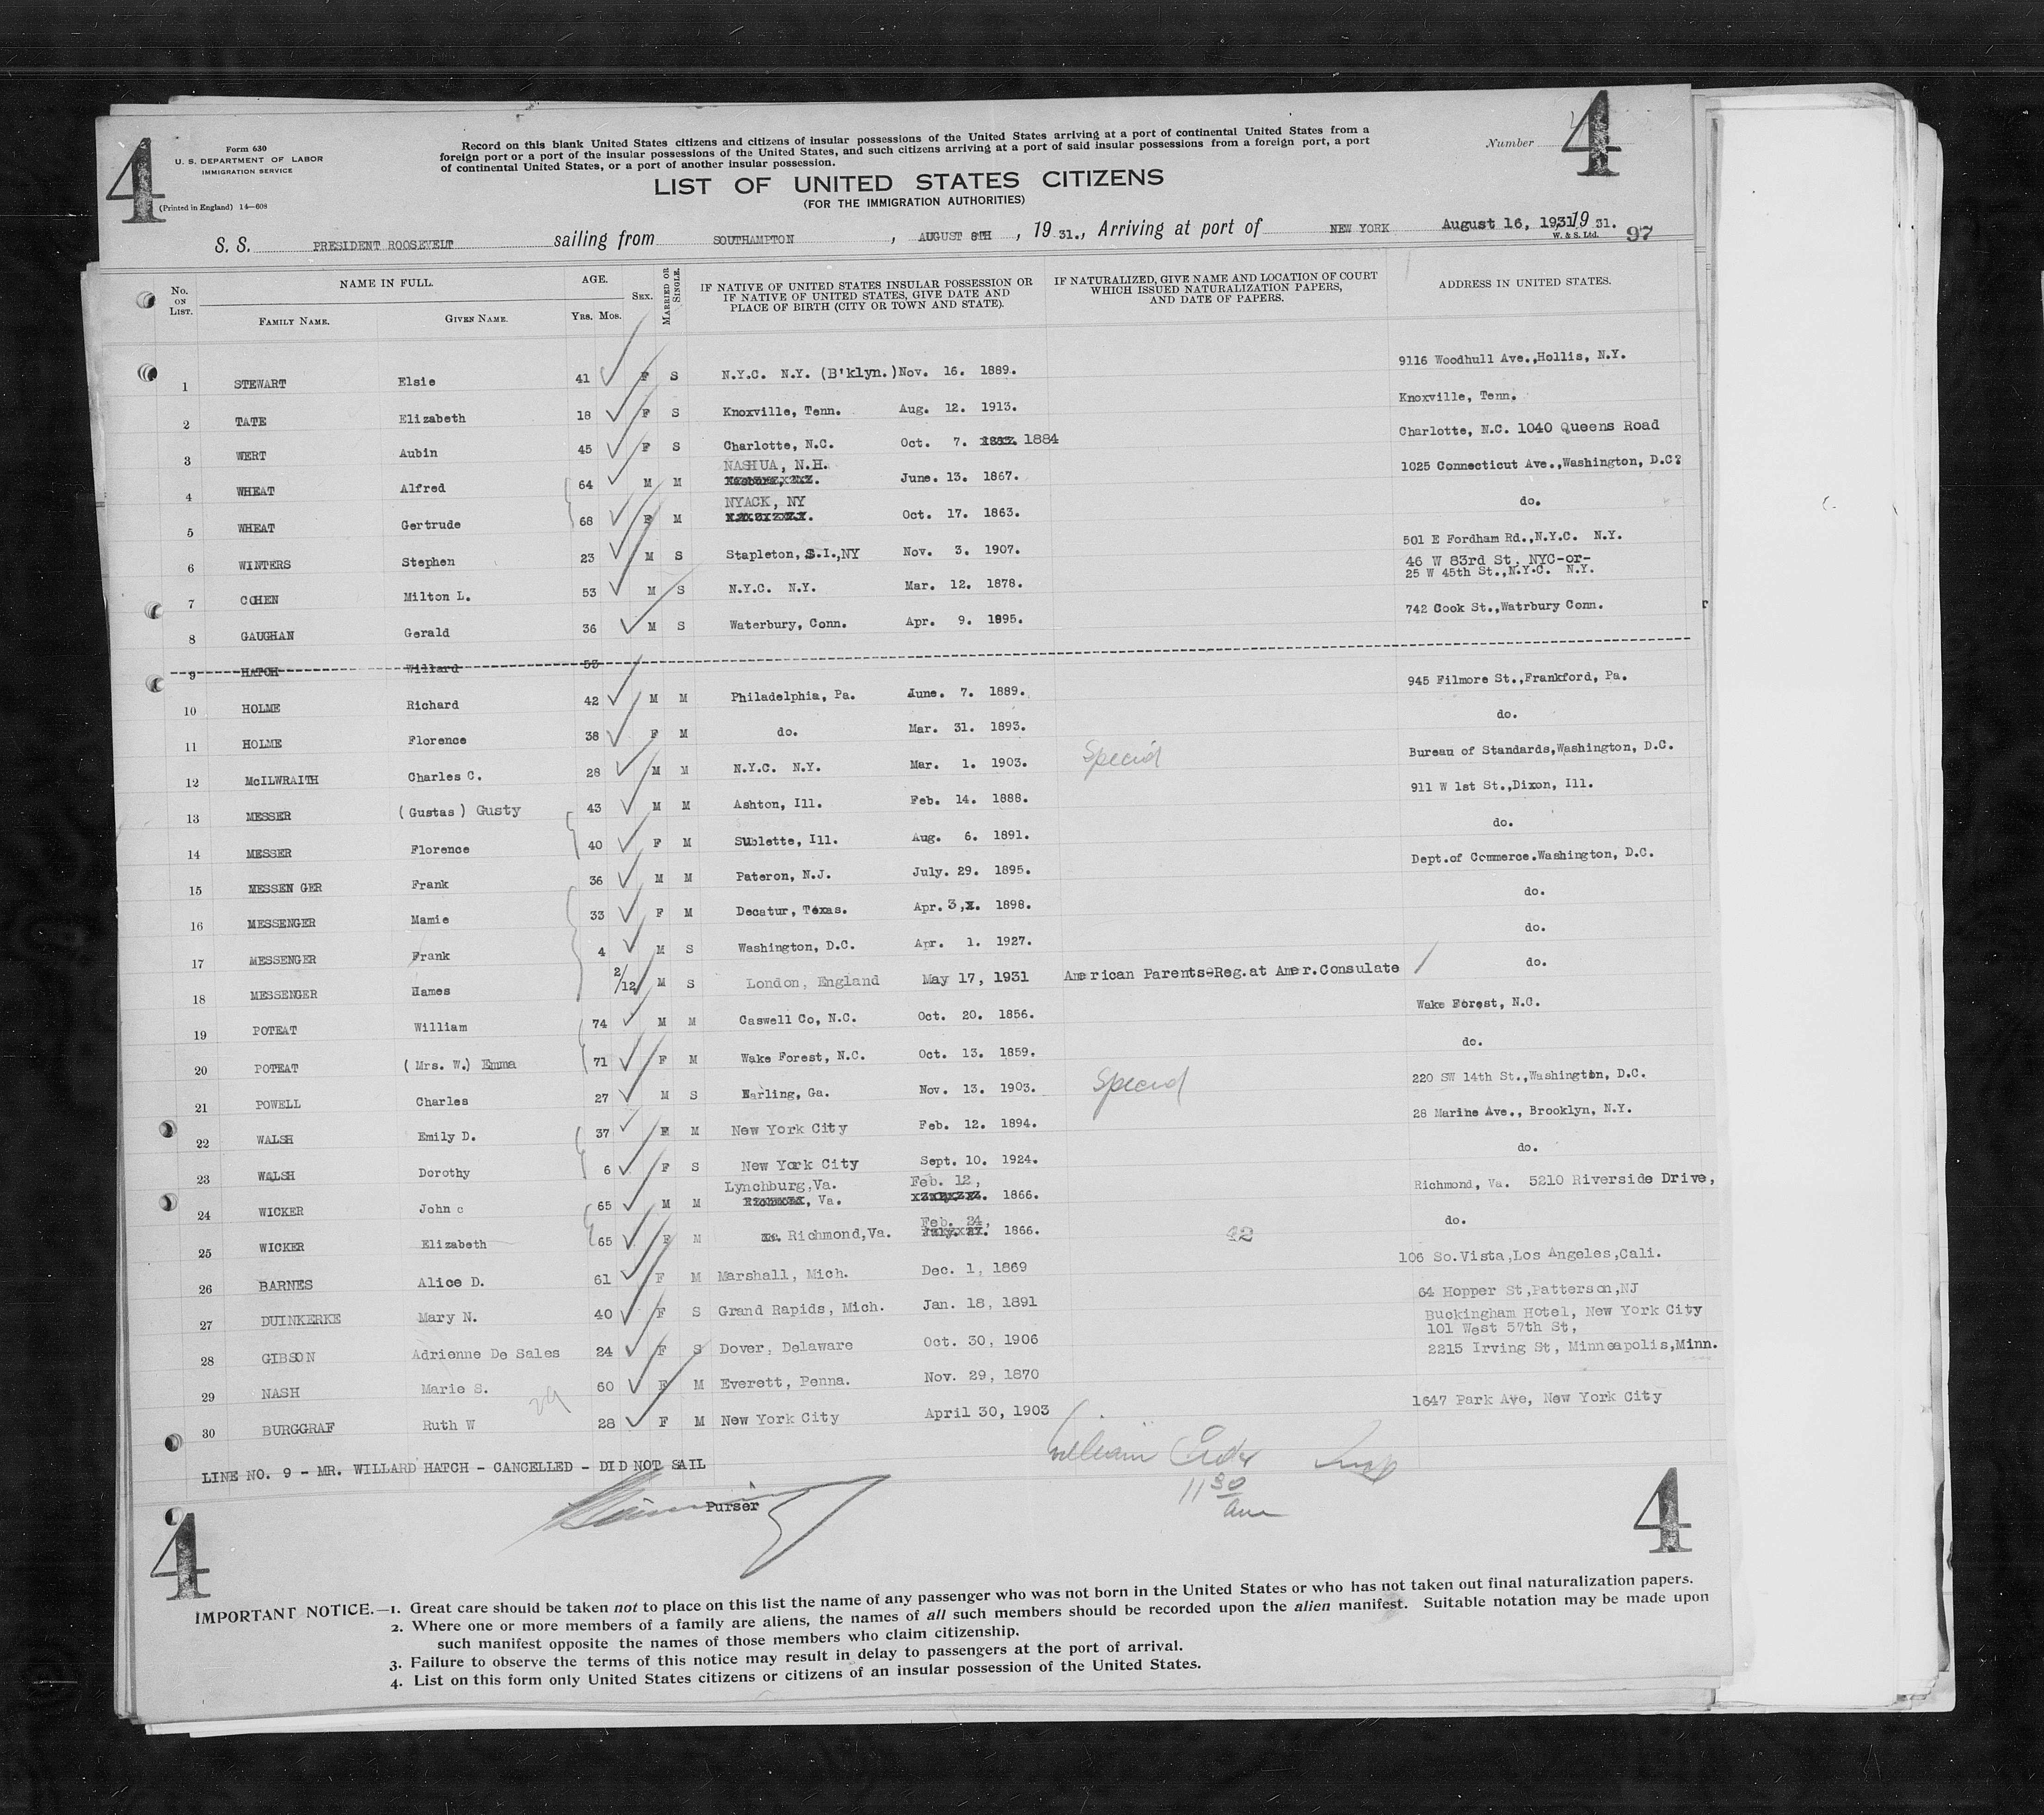 4
Form 630
U. S. DEPARTMENT OF LABOR
IMMIGRATION SERVICE
(Printed in England) 14—608
Record on this blank United States citizens and citizens of insular possessions of the United States arriving at a port of continental United States from a
foreign port or a port of the insular possessions of the United States, and such citizens arriving at a port of said insular possessions from a foreign port, a port
of continental United States, or a port of another insular possession.
Number 4
LIST OF UNITED STATES CITIZENS
(FOR THE IMMIGRATION AUTHORITIES)
S. S. PRESIDENT ROOSEVELT sailing from SOUTHAMPTON, AUGUST 8TH, 19 31., Arriving at port of NEW YORK August 16, 1931 19 31.
W. & S. Ltd. 97
No. ON LIST. NAME IN FULL. AGE. SEX. MARRIED OR SINGLE. IF NATIVE OF UNITED STATES INSULAR POSSESSION OR IF NATIVE OF UNITED STATES, GIVE DATE AND PLACE OF BIRTH (CITY OR TOWN AND STATE). IF NATURALIZED, GIVE NAME AND LOCATION OF COURT WHICH ISSUED NATURALIZATION PAPERS, AND DATE OF PAPERS. ADDRESS IN UNITED STATES.
FAMILY NAME. GIVEN NAME. YRS. MOS.
1 STEWART Elsie 41 F S N.Y.C. N.Y. (B'klyn.) Nov. 16. 1889. 9116 Woodhull Ave.,Hollis, N.Y.
2 TATE Elizabeth 18 F S Knoxville, Tenn. Aug. 12. 1913. Knoxville, Tenn.
3 WERT Aubin 45 F S Charlotte, N.C. Oct. 7. 1884 Charlotte, N.C. 1040 Queens Road
4 WHEAT Alfred 64 M M NASHUA, N.H. June. 13. 1867. 1025 Connecticut Ave.,Washington, D.C?
5 WHEAT Gertrude 68 F M NYACK, NY Oct. 17. 1863. do.
6 WINTERS Stephen 23 M S Stapleton, S.I.,NY Nov. 3. 1907. 501 E Fordham Rd.,N.Y.C. N.Y.
46 W 83rd St, NYC-or-
7 COHEN Milton L. 53 M S N.Y.C. N.Y. Mar. 12. 1878. 25 W 45th St.,N.Y.C. N.Y.
8 GAUGHAN Gerald 36 M S Waterbury, Conn. Apr. 9. 1895. 742 Cook St.,Watrbury Conn.
9 HATCH Willard 53
10 HOLME Richard 42 M M Philadelphia, Pa. June. 7. 1889. 945 Filmore St.,Frankford, Pa.
11 HOLME Florence 38 F M do. Mar. 31. 1893. do.
12 McILWRAITH Charles C. 28 M M N.Y.C. N.Y. Mar. 1. 1903. Special Bureau of Standards,Washington, D.C.
13 MESSER (Gustas) Gusty 43 M M Ashton, Ill. Feb. 14. 1888. 911 W 1st St.,Dixon, Ill.
14 MESSER Florence 40 F M Sublette, Ill. Aug. 6. 1891. do.
15 MESSEN GER Frank 36 M M Pateron, N.J. July. 29. 1895. Dept.of Commerce.Washington, D.C.
16 MESSENGER Mamie 33 F M Decatur, Texas. Apr. 3, 1898. do.
17 MESSENGER Frank 4 M S Washington, D.C. Apr. 1. 1927. do.
18 MESSENGER Hames 2/12 M S London, England May 17, 1931 American Parents-Reg.at Amer.Consulate do.
19 POTEAT William 74 M M Caswell Co, N.C. Oct. 20. 1856. Wake Forest, N.C.
20 POTEAT (Mrs. W.) Emma 71 F M Wake Forest, N.C. Oct. 13. 1859. do.
21 POWELL Charles 27 M S Earling, Ga. Nov. 13. 1903. Special 220 SW 14th St.,Washingtin, D.C.
22 WALSH Emily D. 37 F M New York City Feb. 12. 1894. 28 Marine Ave., Brooklyn, N.Y.
23 WALSH Dorothy 6 F S New York City Sept. 10. 1924. do.
24 WICKER John c 65 M M Lynchburg,Va. Va. Feb. 12, 1866. Richmond, Va. 5210 Riverside Drive,
25 WICKER Elizabeth 65 F M Richmond,Va. Feb. 24, 1866. 42 do.
26 BARNES Alice D. 61 F M Marshall, Mich. Dec. 1, 1869 106 So.Vista,Los Angeles,Cali.
27 DUINKERKE Mary N. 40 F S Grand Rapids, Mich. Jan. 18, 1891 64 Hopper St,Patterson,NJ
Buckingham Hotel, New York City
28 GIBSON Adrienne De Sales 24 F S Dover, Delaware Oct. 30, 1906 101 West 57th St,
29 NASH Marie S. 60 F M Everett, Penna. Nov. 29, 1870 2215 Irving St, Minneapolis,Minn.
30 BURGGRAF Ruth W 29 28 F M New York City April 30, 1903 1647 Park Ave, New York City
LINE NO. 9 - MR. WILLARD HATCH - CANCELLED - DID NOT SAIL
Purser
William
11 30
am
4 4
IMPORTANT NOTICE.—1. Great care should be taken not to place on this list the name of any passenger who was not born in the United States or who has not taken out final naturalization papers.
2. Where one or more members of a family are aliens, the names of all such members should be recorded upon the alien manifest. Suitable notation may be made upon
such manifest opposite the names of those members who claim citizenship.
3. Failure to observe the terms of this notice may result in delay to passengers at the port of arrival.
4. List on this form only United States citizens or citizens of an insular possession of the United States.